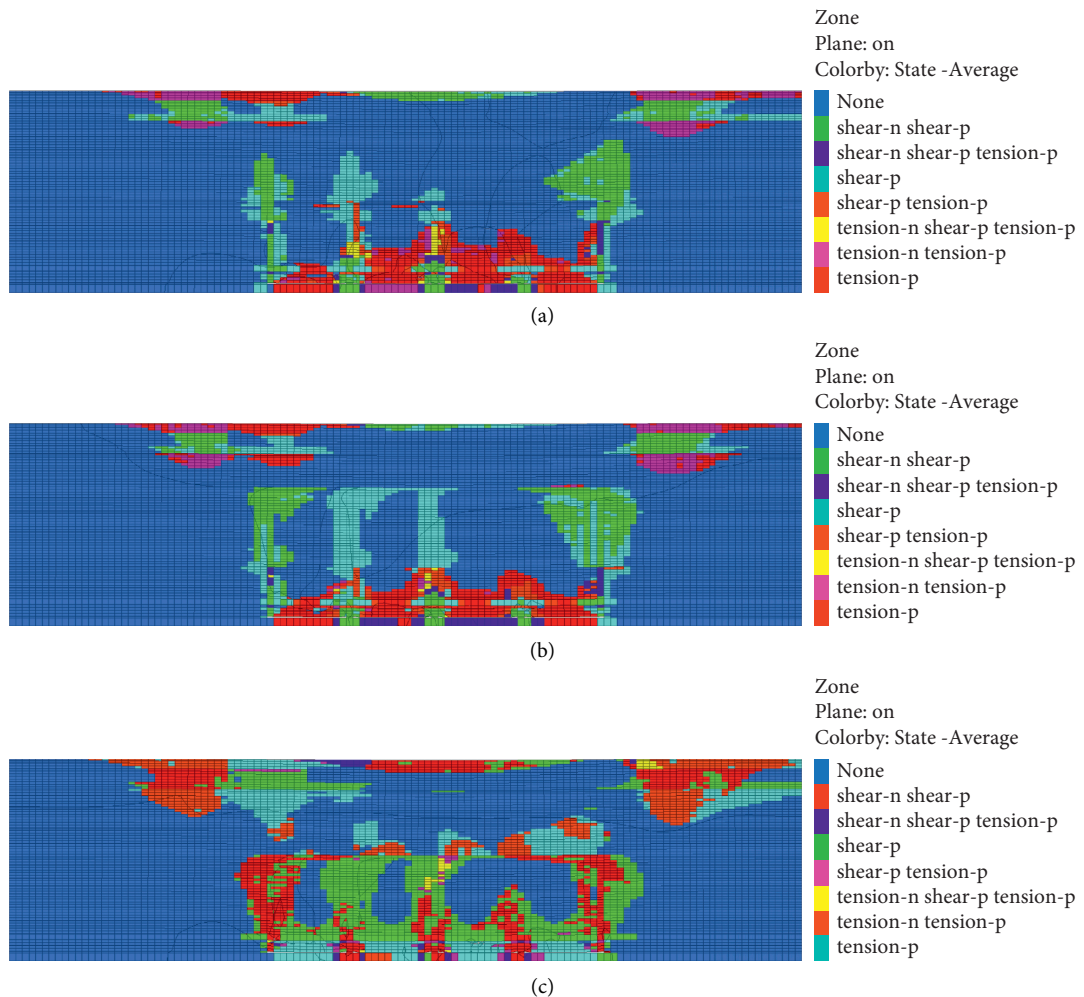 Zone
Plane: on
Colorby: State -Average
None
shear-n shear-p
shear-n shear-p tension-p
shear-p
shear-p tension-p
tension-n shear-p tension-p
tension-n tension-p
tension-p
(a)
Zone
Plane: on
Colorby: State -Average
None
shear-n shear-p
shear-n shear-p tension-p
shear-p
shear-p tension-p
tension-n shear-p tension-p
tension-n tension-p
tension-p
(b)
Zone
Plane: on
Colorby: State -Average
None
shear-n shear-p
shear-n shear-p tension-p
shear-p
shear-p tension-p
tension-n shear-p tension-p
tension-n tension-p
tension-p
(c)